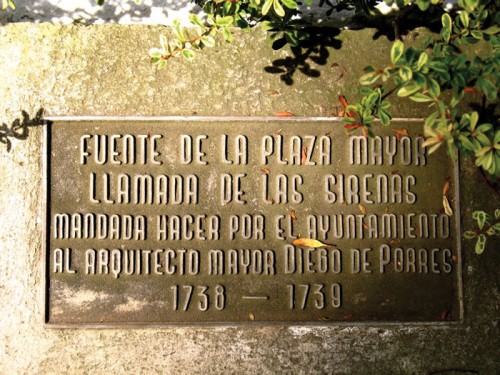 FUENTE DE LA PLAZA MAYOR
LLAMADA DE LAS SIRENAS
MANDADA HACER POR EL AYUNTAMIENTO
AL ARQUITECTO MAYOR DIEGO DE PORRES
1738 — 1739